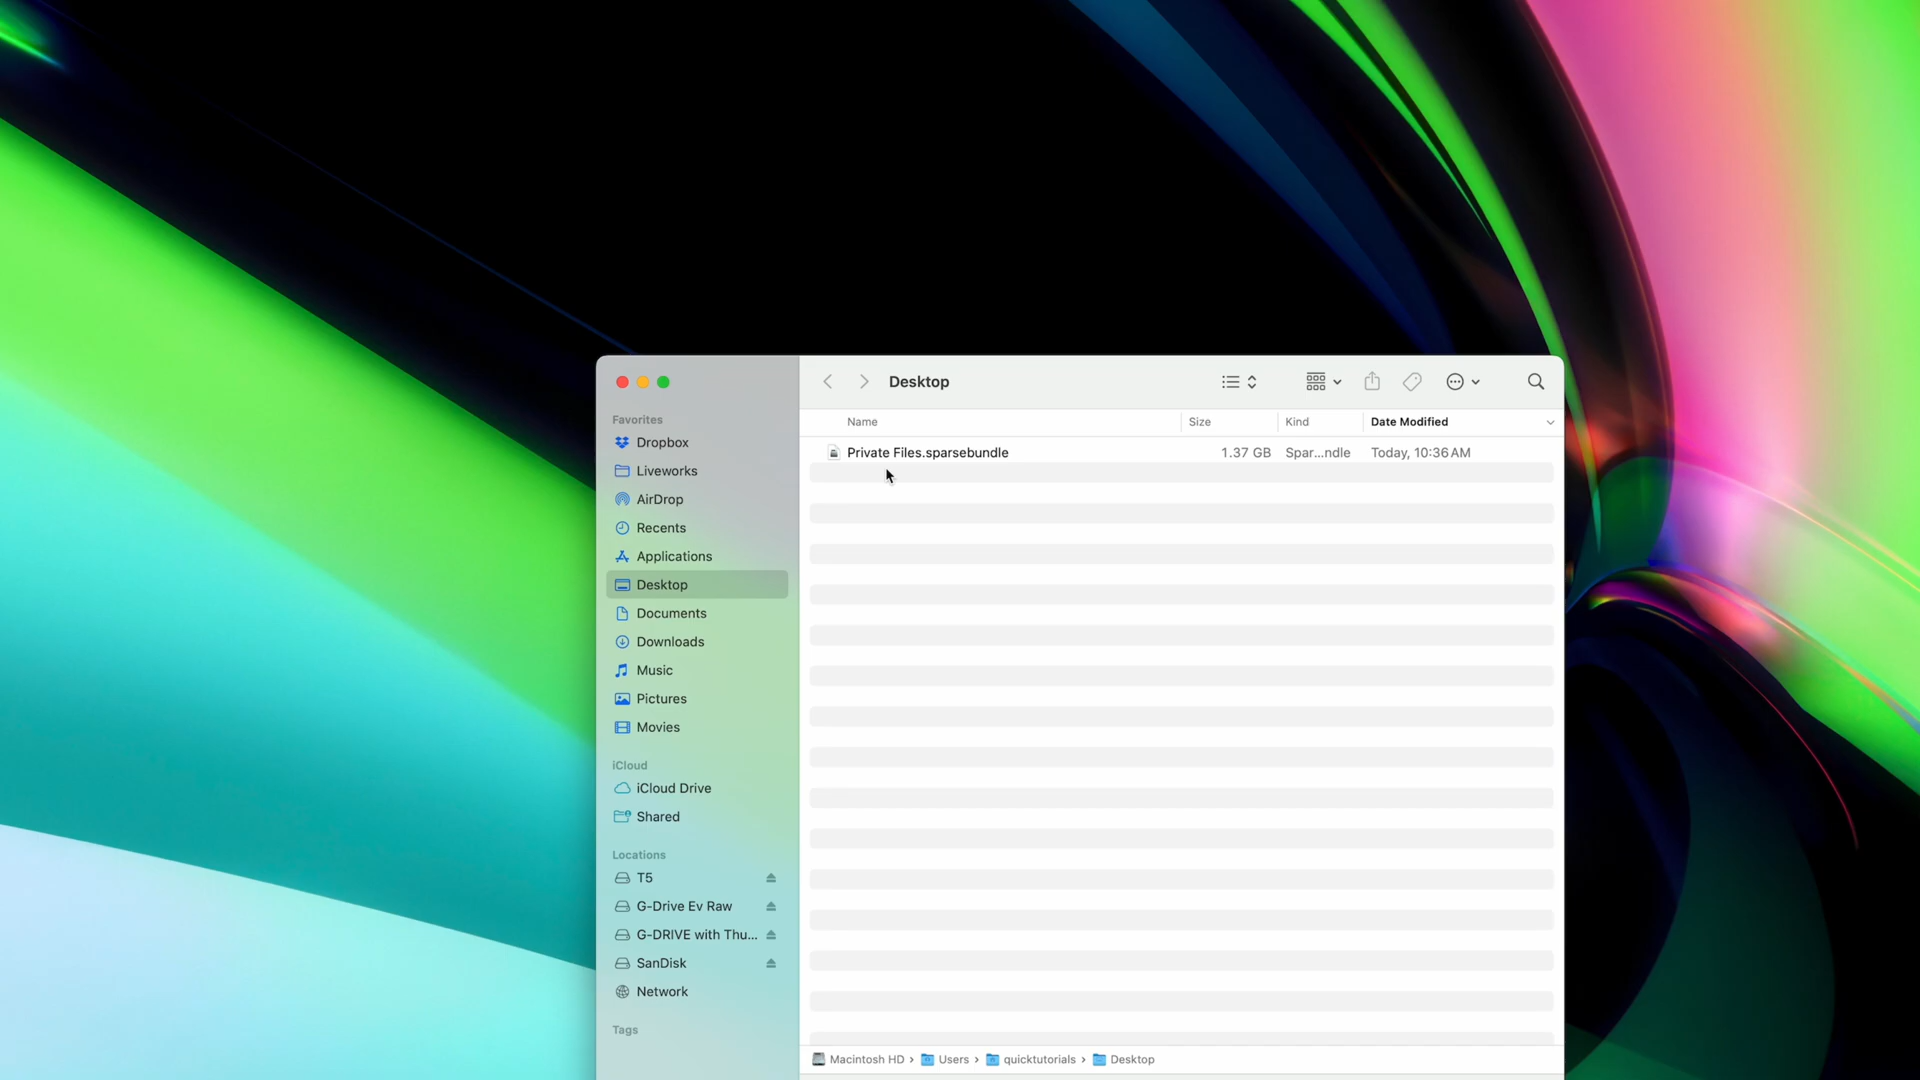 Desktop
Favorites
Dropbox
Liveworks
AirDrop
Recents
Applications
Desktop
Documents
Downloads
Music
Pictures
Movies
iCloud
iCloud Drive
Shared
Locations
T5
G-Drive Ev Raw
G-DRIVE with Thu...
SanDisk
Network
Tags
Name Size Kind Date Modified
Private Files.sparsebundle 1.37 GB Spar...ndle Today, 10:36 AM
Macintosh HD › Users › quicktutorials › Desktop